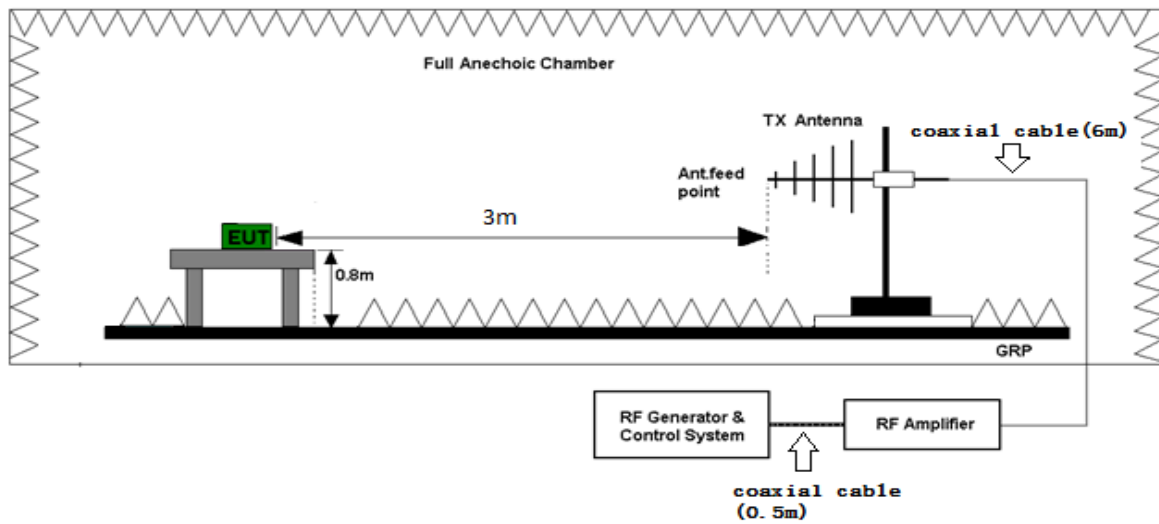 Full Anechoic Chamber
TX Antenna
coaxial cable(6m)
Ant.feed
point
3m
EUT
0.8m
GRP
RF Generator &
Control System
RF Amplifier
coaxial cable
(0.5m)